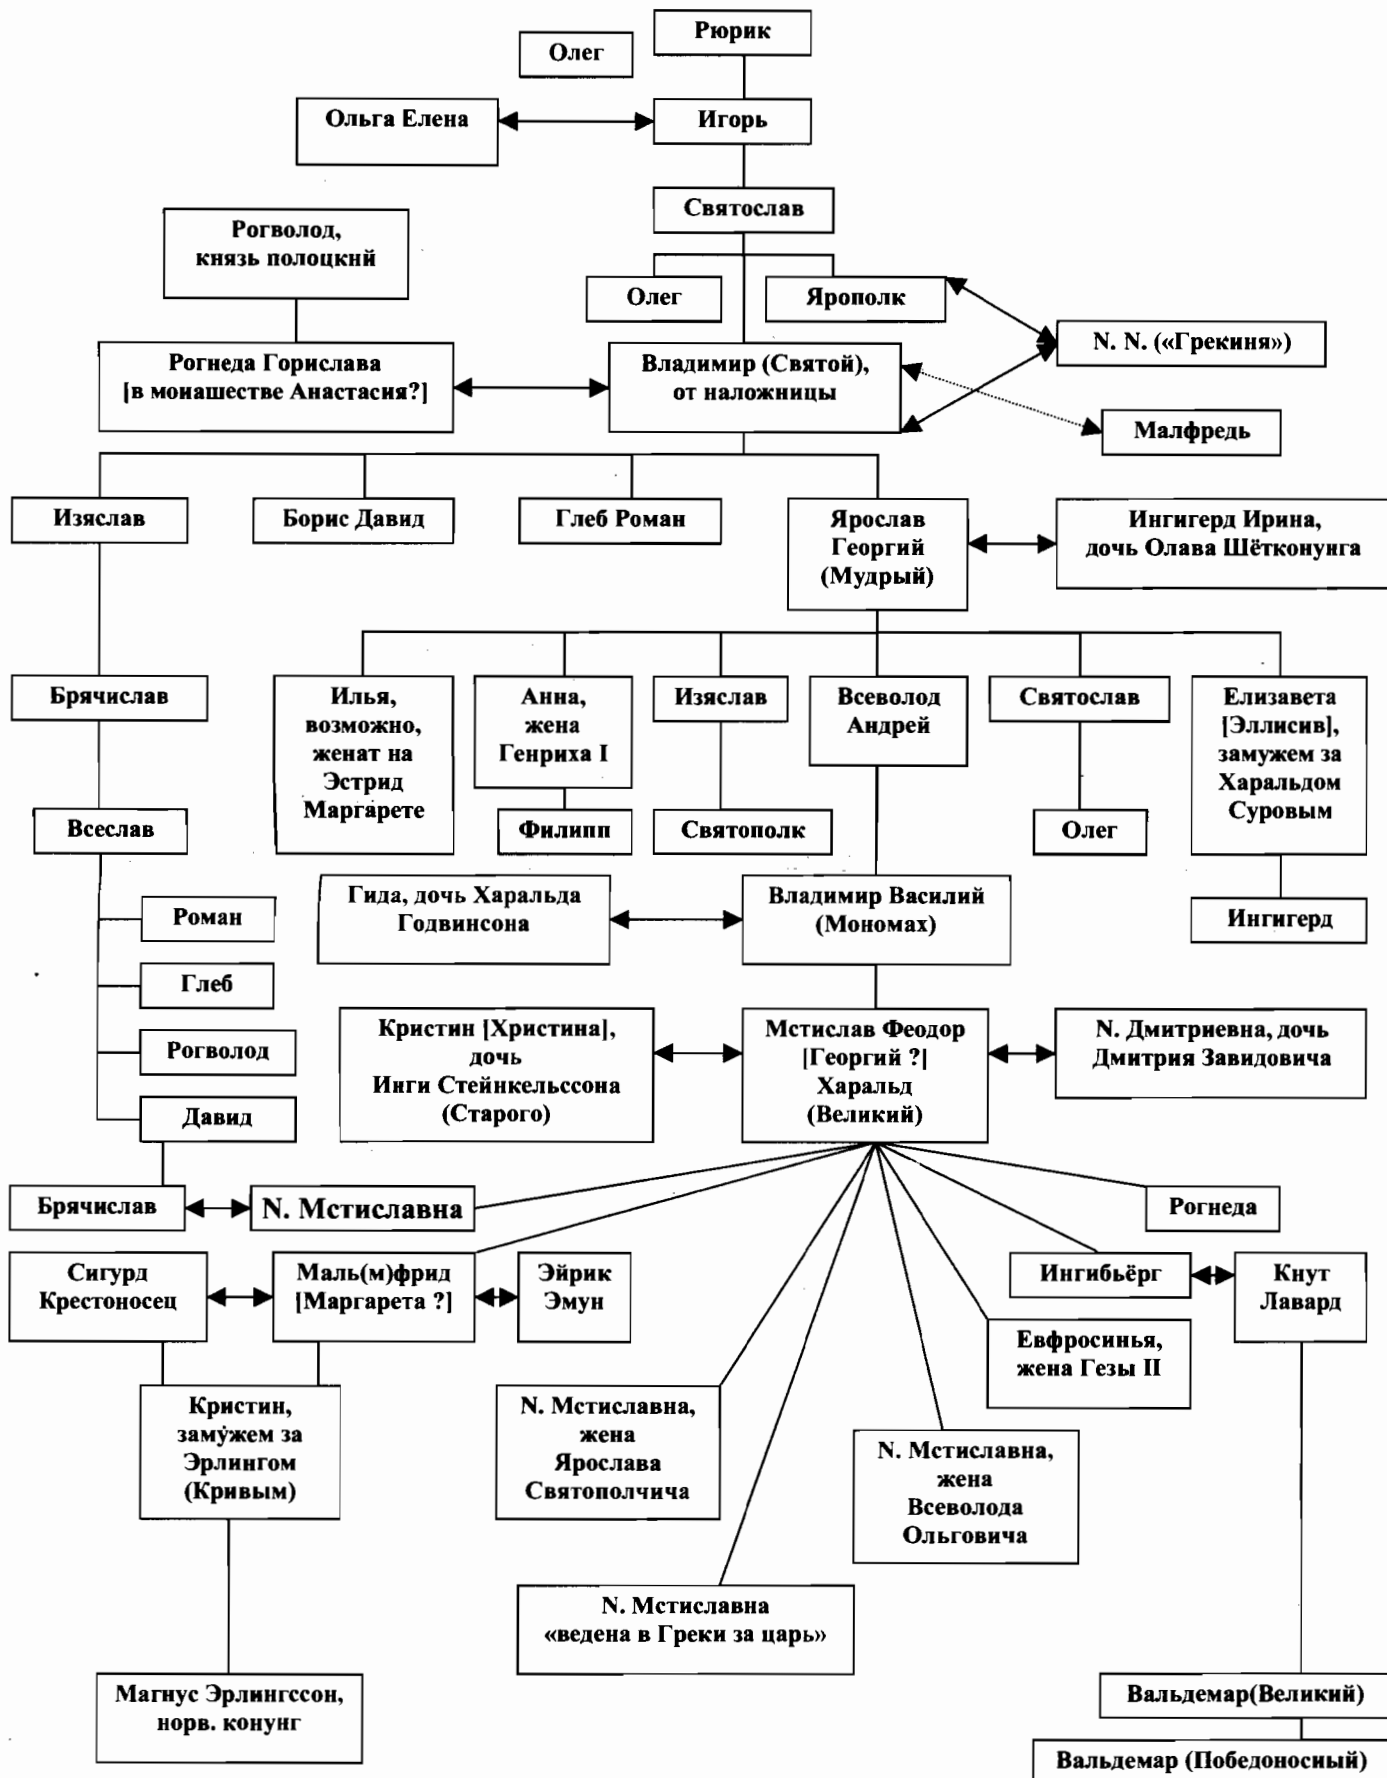 Рюрик
Олег
Ольга Елена
Игорь
Святослав
Рогволод,
князь полоцкий
Олег
Ярополк
N. N. («Грекиня»)
Рогнеда Горислава
[в монашестве Анастасия?]
Владимир (Святой),
от наложницы
Малфредь
Изяслав
Борис Давид
Глеб Роман
Ярослав
Георгий
(Мудрый)
Ингигерд Ирина,
дочь Олава Шётконунга
Брячислав
Илья,
возможно,
женат на
Эстрид
Маргарете
Анна,
жена
Генриха I
Изяслав
Всеволод
Андрей
Святослав
Елизавета
[Эллисив],
замужем за
Харальдом
Суровым
Всеслав
Филипп
Святополк
Олег
Роман
Гида, дочь Харальда
Годвинсона
Владимир Василий
(Мономах)
Ингигерд
Глеб
Рогволод
Давид
Кристин [Христина],
дочь
Инги Стейнкельссона
(Старого)
Мстислав Феодор
[Георгий ?]
Харальд
(Великий)
N. Дмитриевна, дочь
Дмитрия Завидовича
Брячислав
N. Мстиславна
Рогнеда
Сигурд
Крестоносец
Маль(м)фрид
[Маргарета ?]
Эйрик
Эмун
Ингибьёрг
Кнут
Лавард
Евфросинья,
жена Гезы II
Кристин,
замужем за
Эрлингом
(Кривым)
N. Мстиславна,
жена
Ярослава
Святополчича
N. Мстиславна,
жена
Всеволода
Ольговича
N. Мстиславна
«ведена в Греки за царь»
Магнус Эрлингссон,
норв. конунг
Вальдемар(Великий)
Вальдемар (Победоносный)